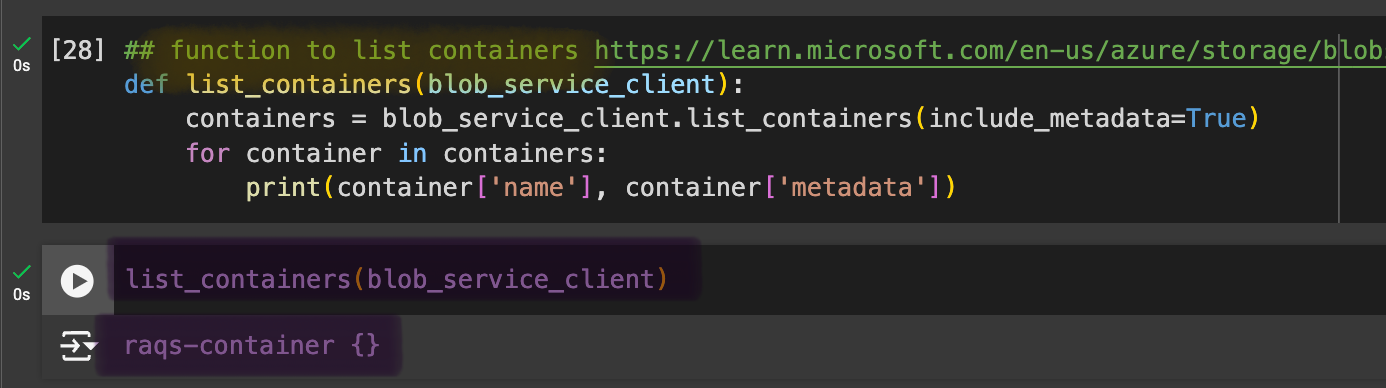 [28] ## function to list containers https://learn.microsoft.com/en-us/azure/storage/blob
0s
def list_containers(blob_service_client):
containers = blob_service_client.list_containers(include_metadata=True)
for container in containers:
print(container['name'], container['metadata'])
list_containers(blob_service_client)
0s
raqs-container {}